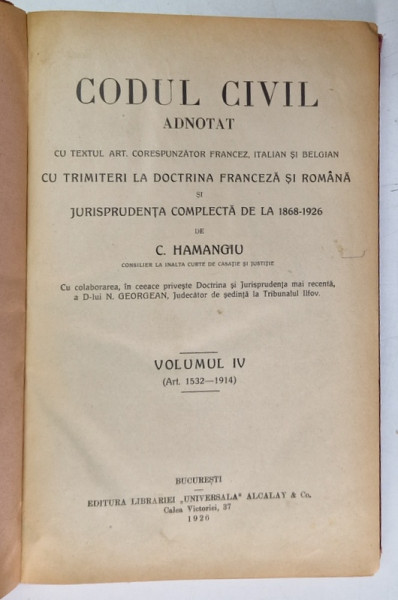 CODUL CIVIL
ADNOTAT
CU TEXTUL ART. CORESPUNZĂTOR FRANCEZ, ITALIAN ȘI BELGIAN
CU TRIMITERI LA DOCTRINA FRANCEZĂ ȘI ROMÂNĂ
ȘI
JURISPRUDENȚA COMPLECTĂ DE LA 1868-1926
DE
C. HAMANGIU
CONSILIER LA INALTA CURTE DE CASAȚIE ȘI JUSTIȚIE
Cu colaborarea, în ceeace privește Doctrina și Jurisprudența mai recentă,
a D-lui N. GEORGEAN, Judecător de ședință la Tribunalul Ilfov.
VOLUMUL IV
(Art. 1532—1914)
BUCUREȘTI
EDITURA LIBRARIEI „UNIVERSALA" ALCALAY & Co.
Calea Victoriei, 37
1926